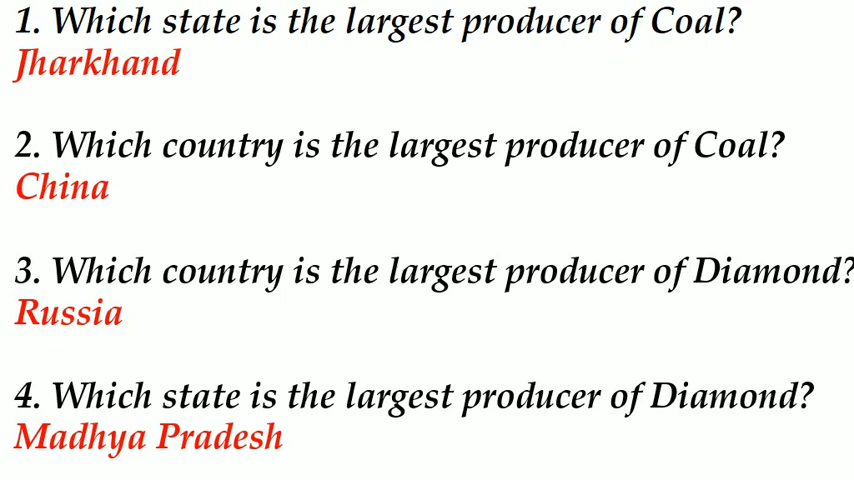 1. Which state is the largest producer of Coal?
Jharkhand
2. Which country is the largest producer of Coal?
China
3. Which country is the largest producer of Diamond?
Russia
4. Which state is the largest producer of Diamond?
Madhya Pradesh